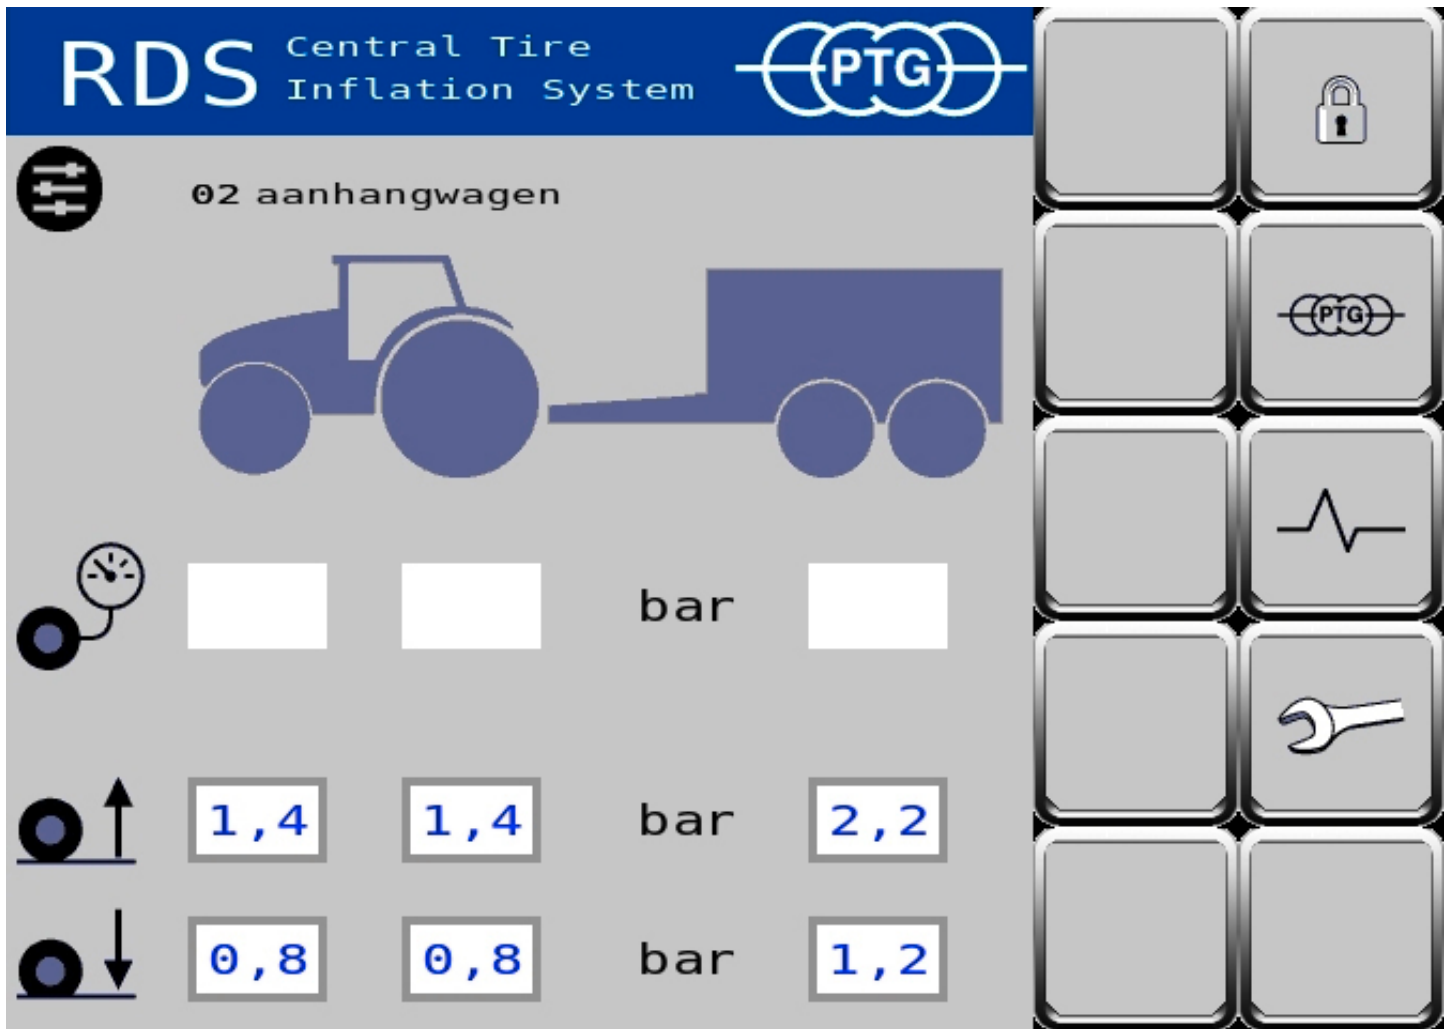 RDS
Central Tire
Inflation System
PTG
02 aanhangwagen
PTG
bar
1,4 1,4 bar 2,2
0,8 0,8 bar 1,2